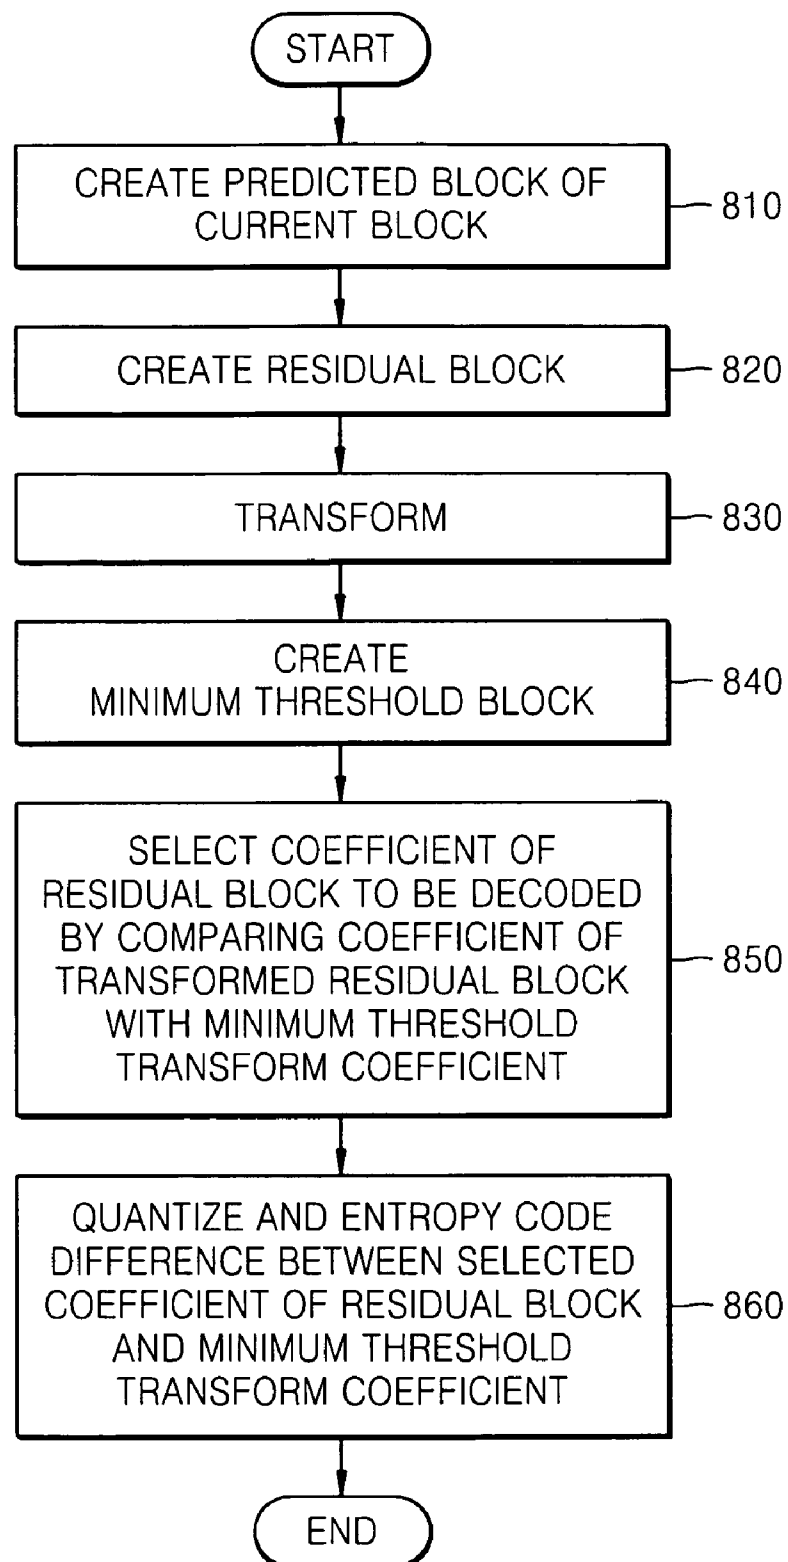 START
CREATE PREDICTED BLOCK OF
CURRENT BLOCK
810
CREATE RESIDUAL BLOCK
820
TRANSFORM
830
CREATE
MINIMUM THRESHOLD BLOCK
840
SELECT COEFFICIENT OF
RESIDUAL BLOCK TO BE DECODED
BY COMPARING COEFFICIENT OF
TRANSFORMED RESIDUAL BLOCK
WITH MINIMUM THRESHOLD
TRANSFORM COEFFICIENT
850
QUANTIZE AND ENTROPY CODE
DIFFERENCE BETWEEN SELECTED
COEFFICIENT OF RESIDUAL BLOCK
AND MINIMUM THRESHOLD
TRANSFORM COEFFICIENT
860
END